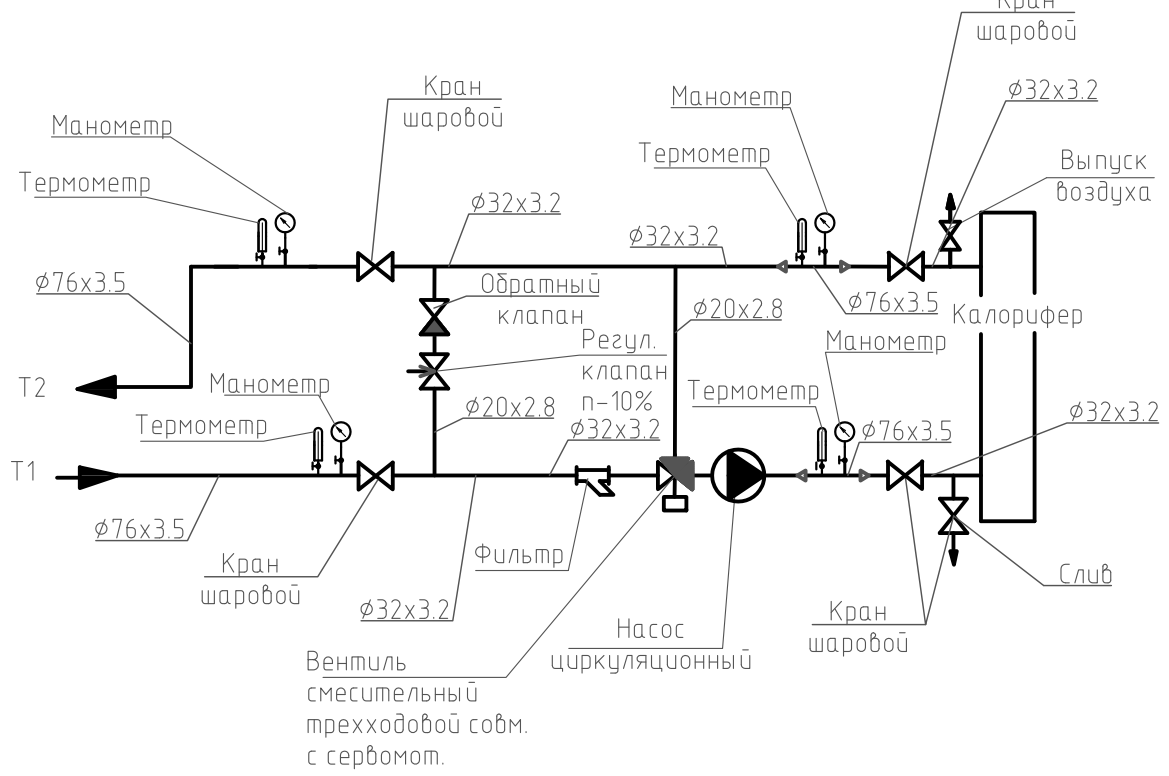 Кран
шаровой
Кран
шаровой
Манометр
Манометр
Термометр
Термометр
Ø32x3.2
Выпуск
воздуха
Ø32x3.2
Ø32x3.2
Ø76x3.5
Обратный
клапан
Ø20x2.8
Ø76x3.5
Калорифер
Регул.
клапан
n-10%
Манометр
Т2
Манометр
Термометр
Ø20x2.8
Ø32x3.2
Термометр
Ø32x3.2
Ø76x3.5
Т1
Ø76x3.5
Фильтр
Кран
шаровой
Ø32x3.2
Слив
Кран
шаровой
Насос
циркуляционный
Вентиль
смесительный
трехходовой совм.
с сервомот.